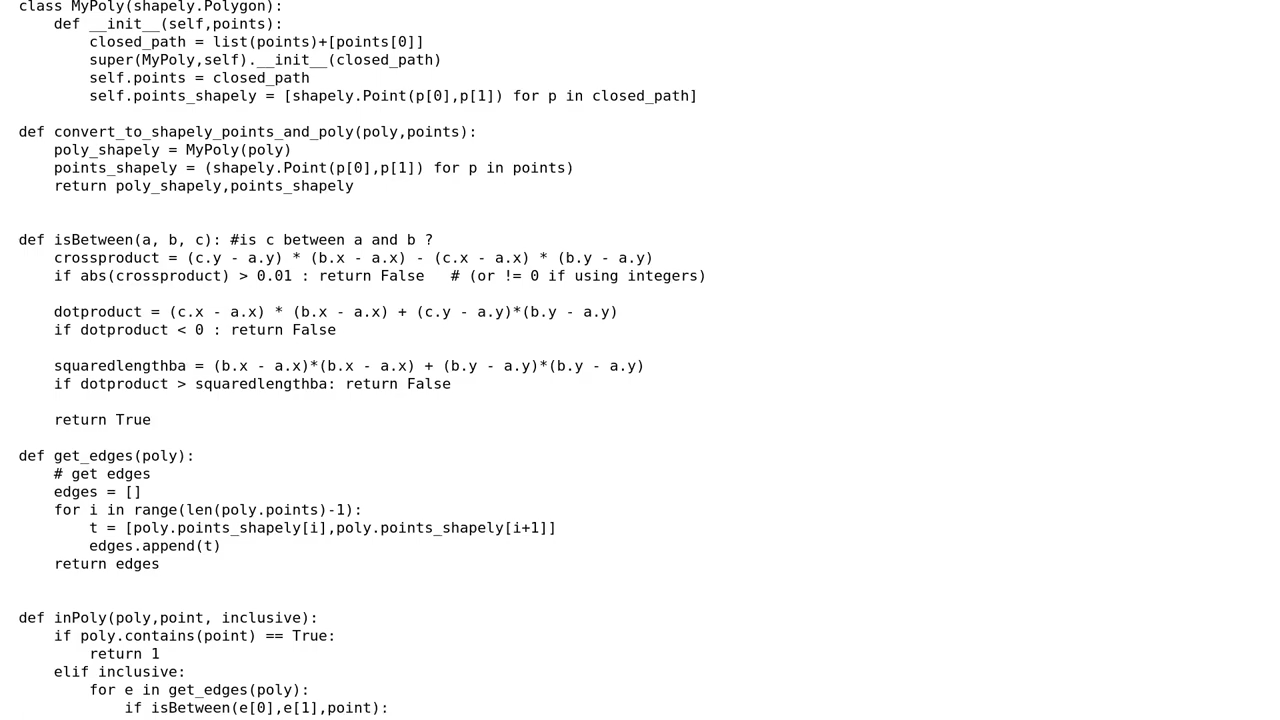 class MyPoly(shapely.Polygon):
    def __init__(self,points):
        closed_path = list(points)+[points[0]]
        super(MyPoly,self).__init__(closed_path)
        self.points = closed_path
        self.points_shapely = [shapely.Point(p[0],p[1]) for p in closed_path]

def convert_to_shapely_points_and_poly(poly,points):
    poly_shapely = MyPoly(poly)
    points_shapely = (shapely.Point(p[0],p[1]) for p in points)
    return poly_shapely,points_shapely


def isBetween(a, b, c): #is c between a and b ?
    crossproduct = (c.y - a.y) * (b.x - a.x) - (c.x - a.x) * (b.y - a.y)
    if abs(crossproduct) > 0.01 : return False   # (or != 0 if using integers)

    dotproduct = (c.x - a.x) * (b.x - a.x) + (c.y - a.y)*(b.y - a.y)
    if dotproduct < 0 : return False

    squaredlengthba = (b.x - a.x)*(b.x - a.x) + (b.y - a.y)*(b.y - a.y)
    if dotproduct > squaredlengthba: return False

    return True

def get_edges(poly):
    # get edges
    edges = []
    for i in range(len(poly.points)-1):
        t = [poly.points_shapely[i],poly.points_shapely[i+1]]
        edges.append(t)
    return edges


def inPoly(poly,point, inclusive):
    if poly.contains(point) == True:
        return 1
    elif inclusive:
        for e in get_edges(poly):
            if isBetween(e[0],e[1],point):